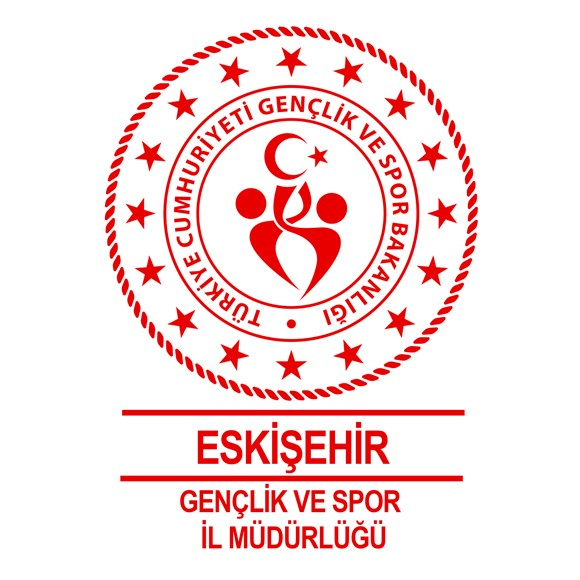 TÜRKİYE CUMHURİYETİ GENÇLİK VE SPOR BAKANLIĞI
ESKİŞEHİR
GENÇLİK VE SPOR
İL MÜDÜRLÜĞÜ